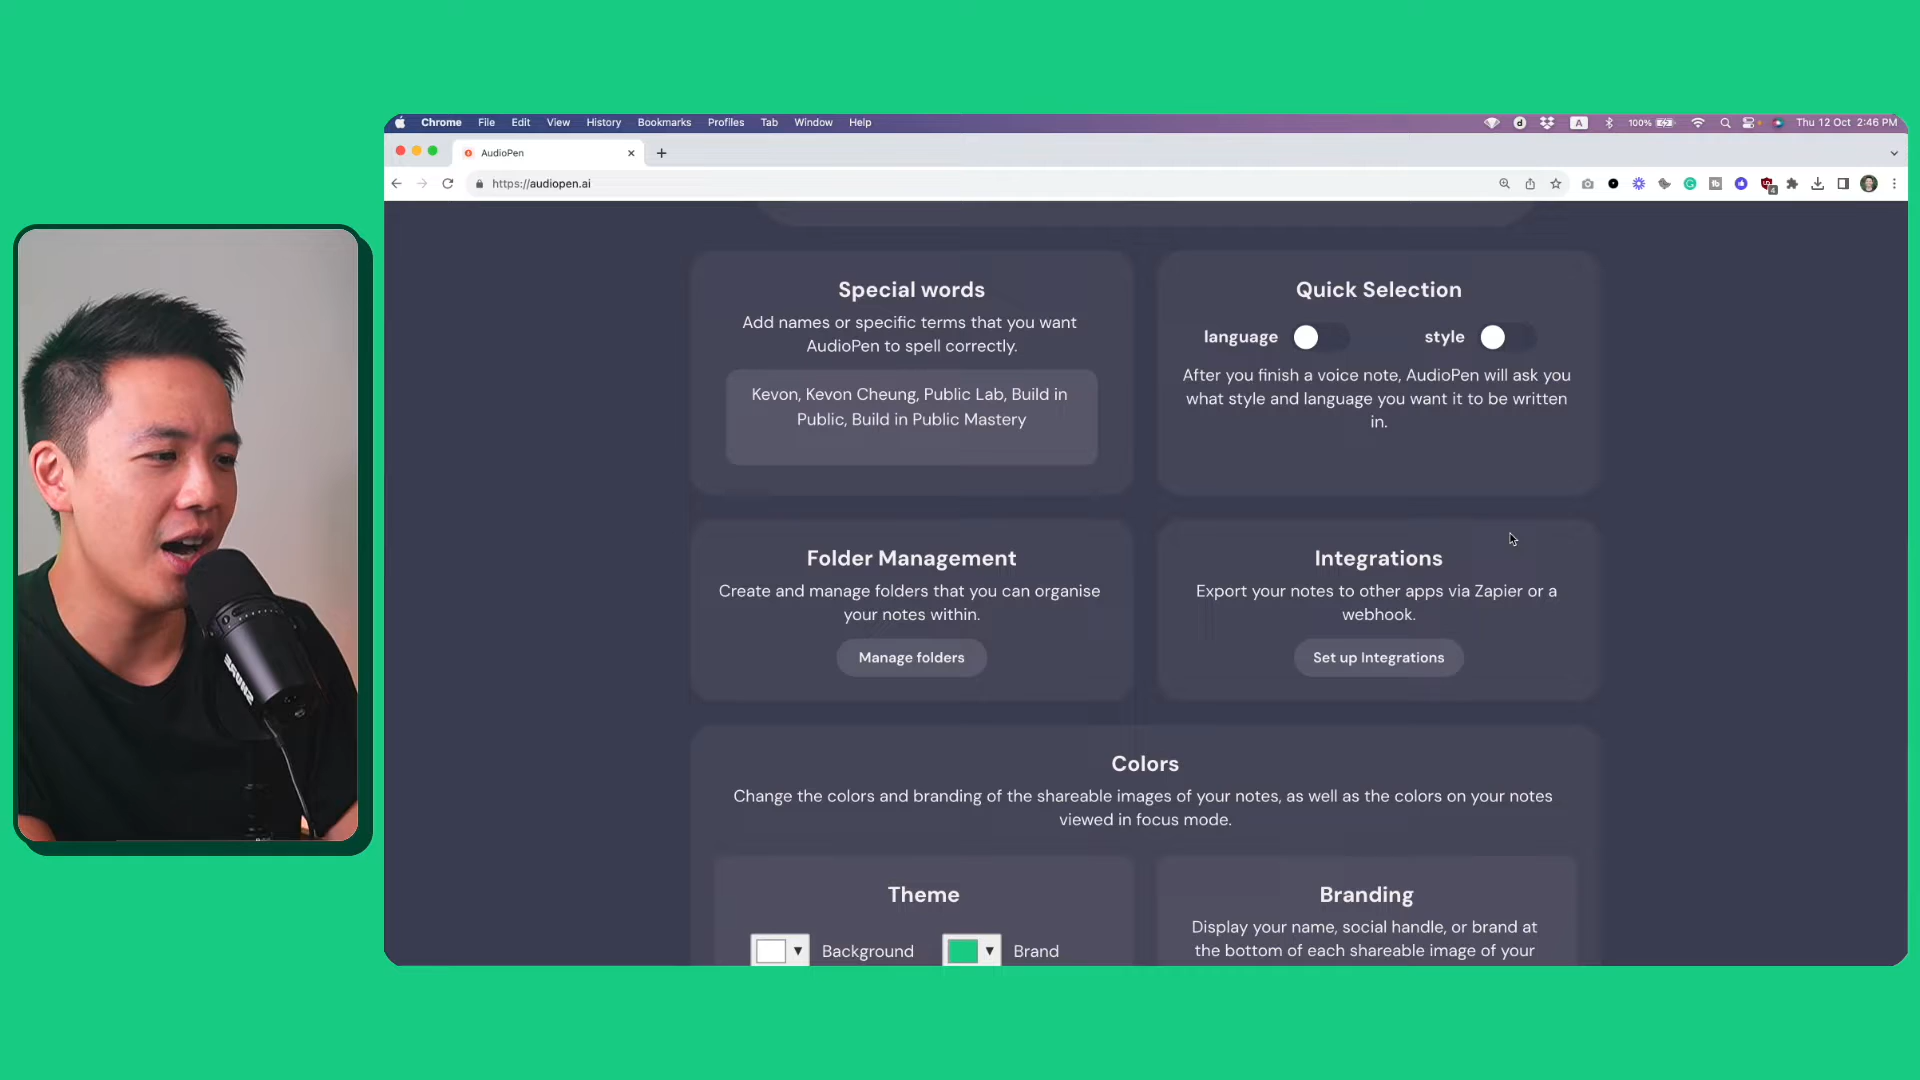 Chrome File Edit View History Bookmarks Profiles Tab Window Help
A 100% Thu 12 Oct 2:46 PM
AudioPen
https://audiopen.ai
4
Special words
Add names or specific terms that you want
AudioPen to spell correctly.
Kevon, Kevon Cheung, Public Lab, Build in
Public, Build in Public Mastery
Quick Selection
language style
After you finish a voice note, AudioPen will ask you
what style and language you want it to be written
in.
Folder Management
Create and manage folders that you can organise
your notes within.
Manage folders
Integrations
Export your notes to other apps via Zapier or a
webhook.
Set up Integrations
Colors
Change the colors and branding of the shareable images of your notes, as well as the colors on your notes
viewed in focus mode.
Theme
Background Brand
Branding
Display your name, social handle, or brand at
the bottom of each shareable image of your
SHURE